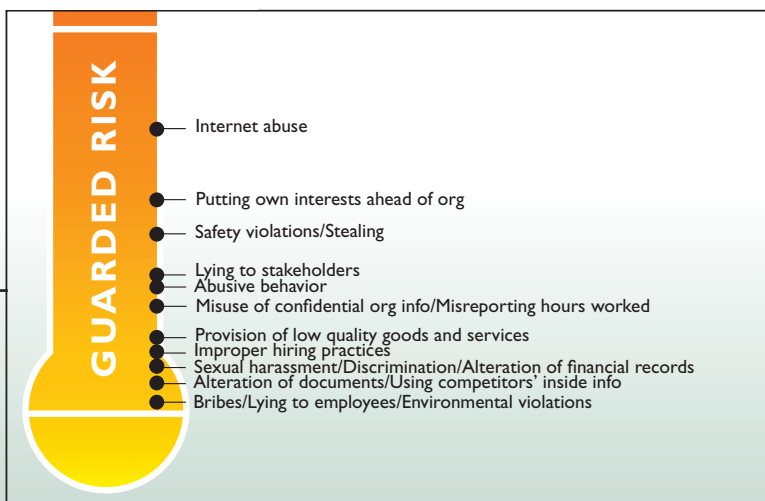 GUARDED RISK
Internet abuse
Putting own interests ahead of org
Safety violations/Stealing
Lying to stakeholders
Abusive behavior
Misuse of confidential org info/Misreporting hours worked
Provision of low quality goods and services
Improper hiring practices
Sexual harassment/Discrimination/Alteration of financial records
Alteration of documents/Using competitors’ inside info
Bribes/Lying to employees/Environmental violations